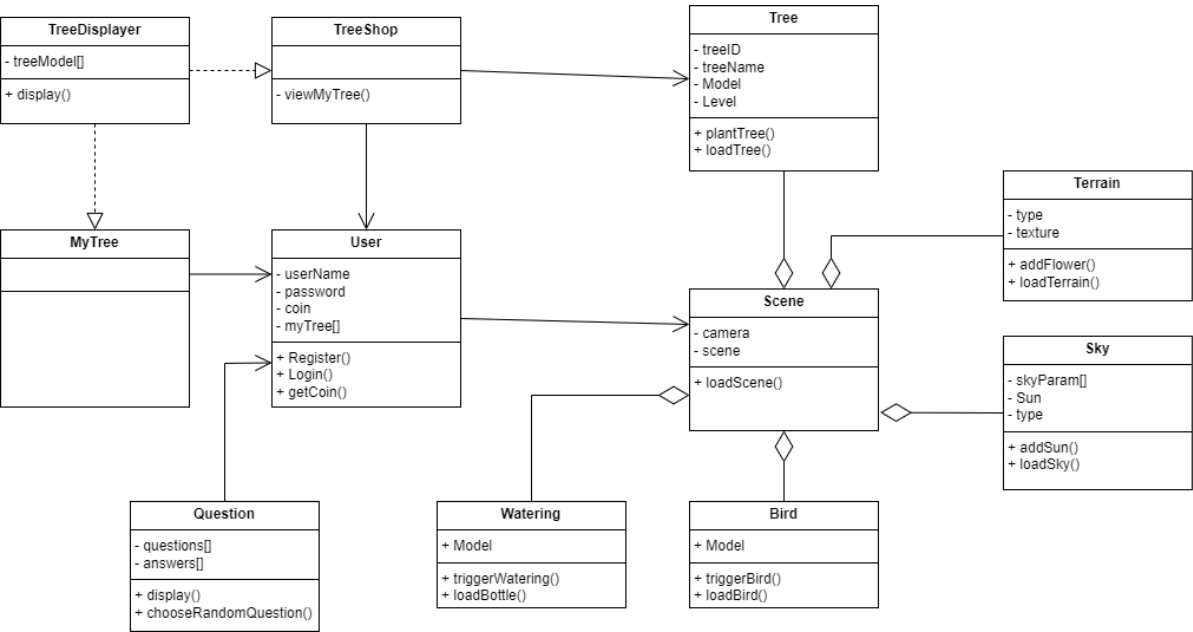 TreeDisplayer
- treeModel[]
+ display()
TreeShop
- viewMyTree()
Tree
- treeID
- treeName
- Model
- Level
+ plantTree()
+ loadTree()
Terrain
- type
- texture
+ addFlower()
+ loadTerrain()
MyTree
User
- userName
- password
- coin
- myTree[]
+ Register()
+ Login()
+ getCoin()
Scene
- camera
- scene
+ loadScene()
Sky
- skyParam[]
- Sun
- type
+ addSun()
+ loadSky()
Question
- questions[]
- answers[]
+ display()
+ chooseRandomQuestion()
Watering
+ Model
+ triggerWatering()
+ loadBottle()
Bird
+ Model
+ triggerBird()
+ loadBird()